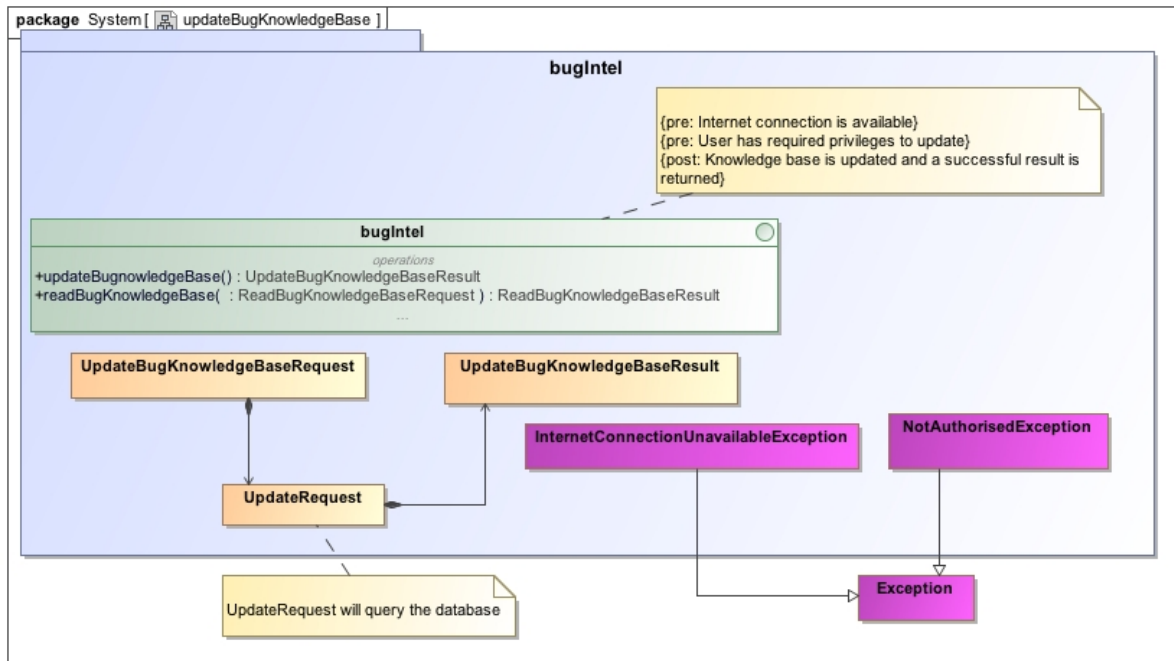 package System[ updateBugKnowledgeBase ]
bugIntel
{pre: Internet connection is available}
{pre: User has required privileges to update}
{post: Knowledge base is updated and a successful result is
returned}
bugIntel
operations
+updateBugnowledgeBase() : UpdateBugKnowledgeBaseResult
+readBugKnowledgeBase( : ReadBugKnowledgeBaseRequest ) : ReadBugKnowledgeBaseResult
...
UpdateBugKnowledgeBaseRequest
UpdateBugKnowledgeBaseResult
InternetConnectionUnavailableException
NotAuthorisedException
UpdateRequest
Exception
UpdateRequest will query the database